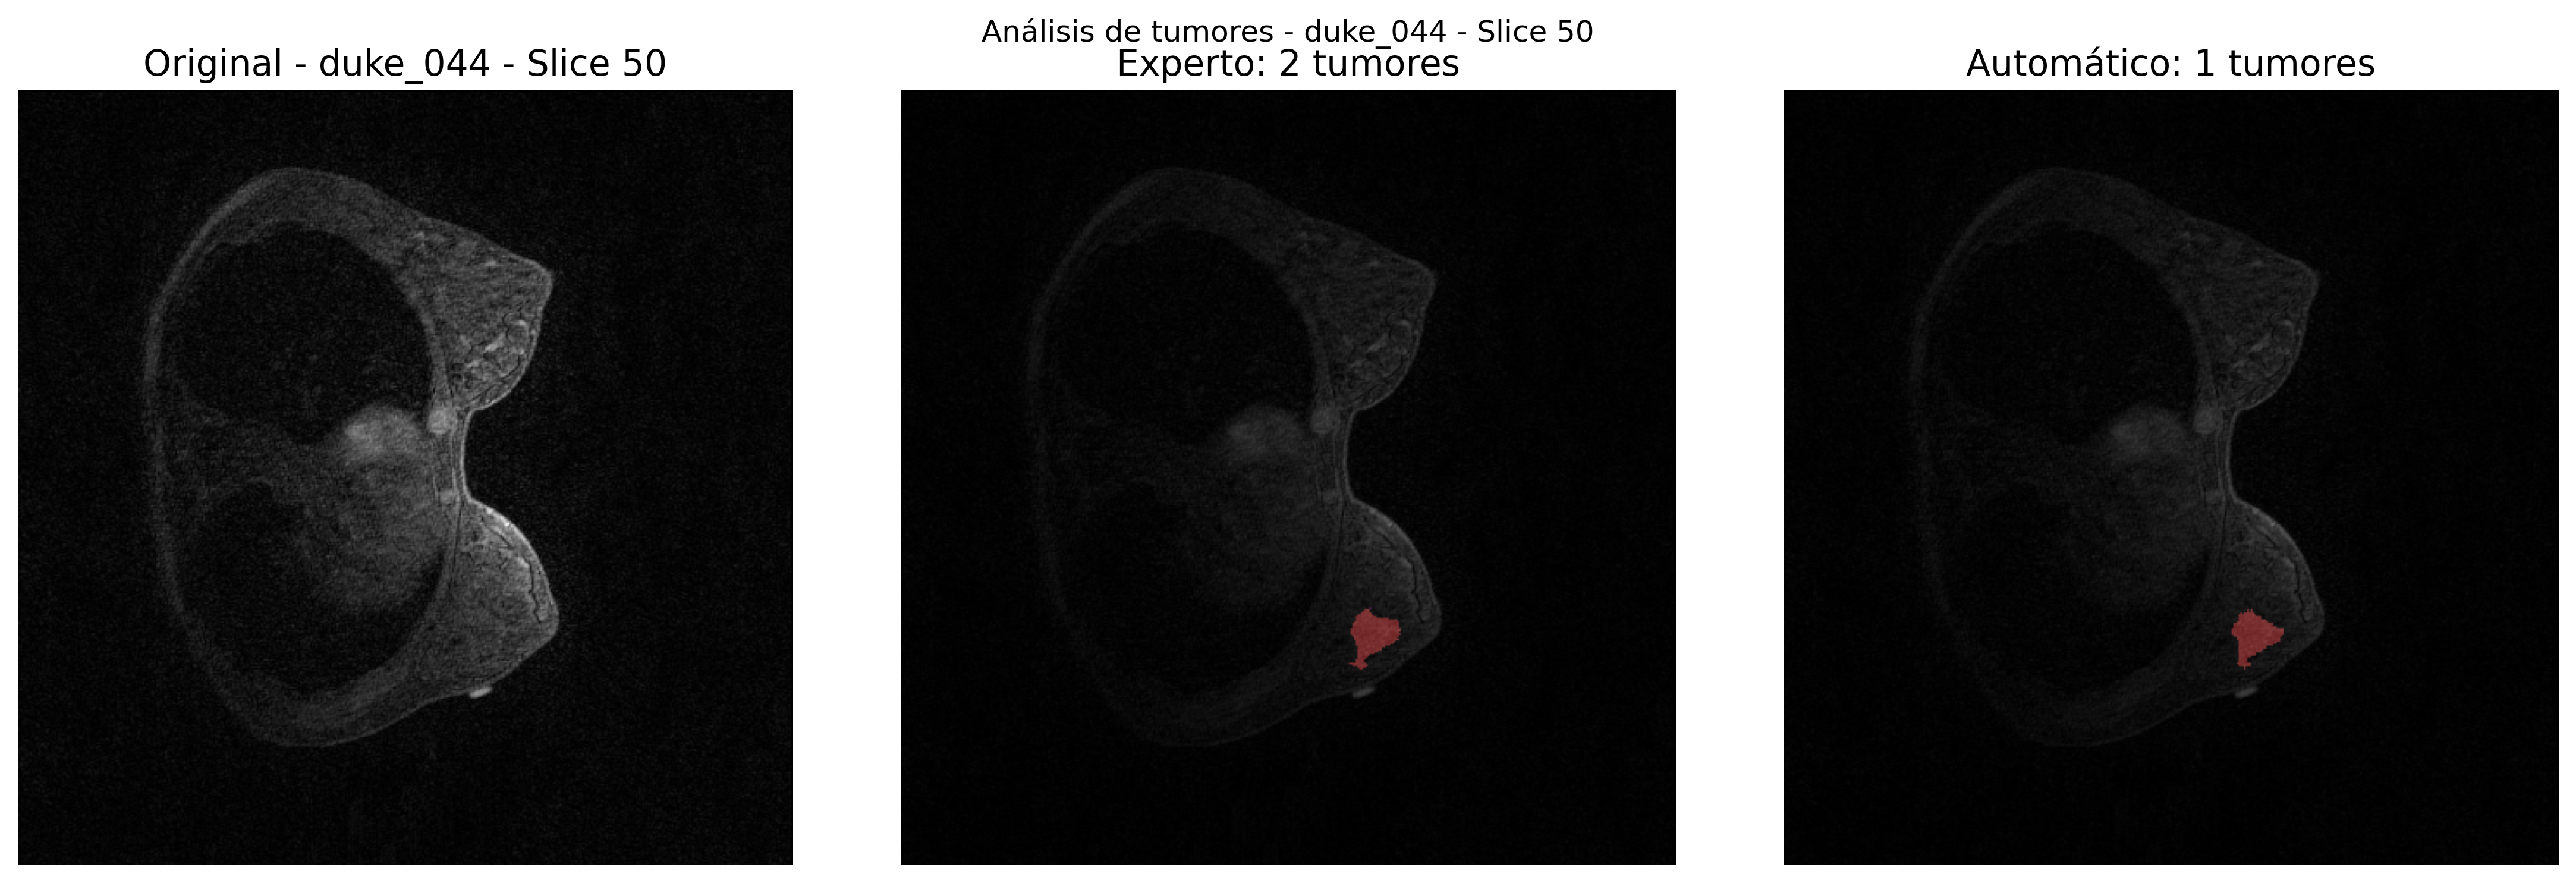 Análisis de tumores - duke_044 - Slice 50
Original - duke_044 - Slice 50
Experto: 2 tumores
Automático: 1 tumores